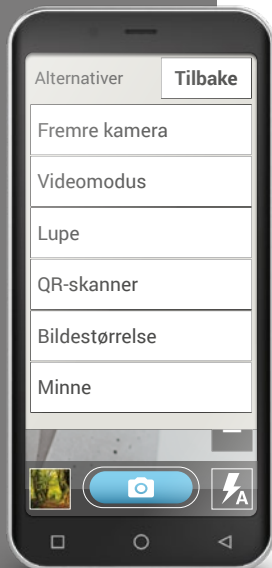 Alternativer
Tilbake
Fremre kamera
Videomodus
Lupe
QR-skanner
Bildestørrelse
Minne
A